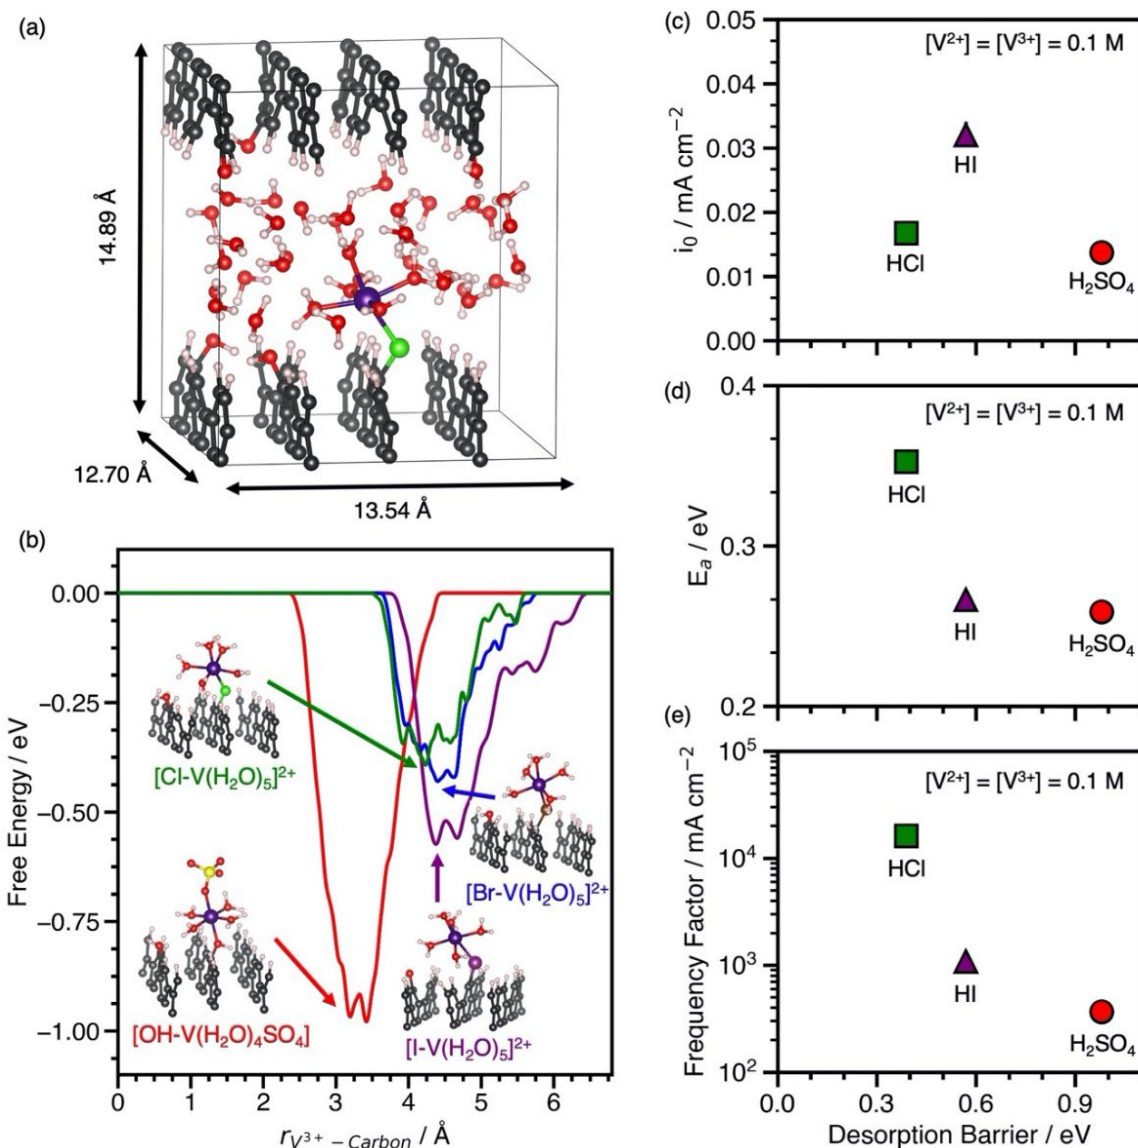 (a)
14.89 Å
12.70 Å
13.54 Å
(b)
0.00
−0.25
−0.50
−0.75
−1.00
Free Energy / eV
[Cl-V(H₂O)₅]²⁺
[Br-V(H₂O)₅]²⁺
[OH-V(H₂O)₄SO₄]
[I-V(H₂O)₅]²⁺
0 1 2 3 4 5 6
r_V³⁺ − Carbon / Å
(c)
[V²⁺] = [V³⁺] = 0.1 M
0.05
0.04
0.03
0.02
0.01
0.00
i₀ / mA cm⁻²
HI
HCl
H₂SO₄
(d)
[V²⁺] = [V³⁺] = 0.1 M
0.4
0.3
0.2
Eₐ / eV
HCl
HI
H₂SO₄
(e)
[V²⁺] = [V³⁺] = 0.1 M
10⁵
10⁴
10³
10²
Frequency Factor / mA cm⁻²
HCl
HI
H₂SO₄
0.0 0.3 0.6 0.9
Desorption Barrier / eV